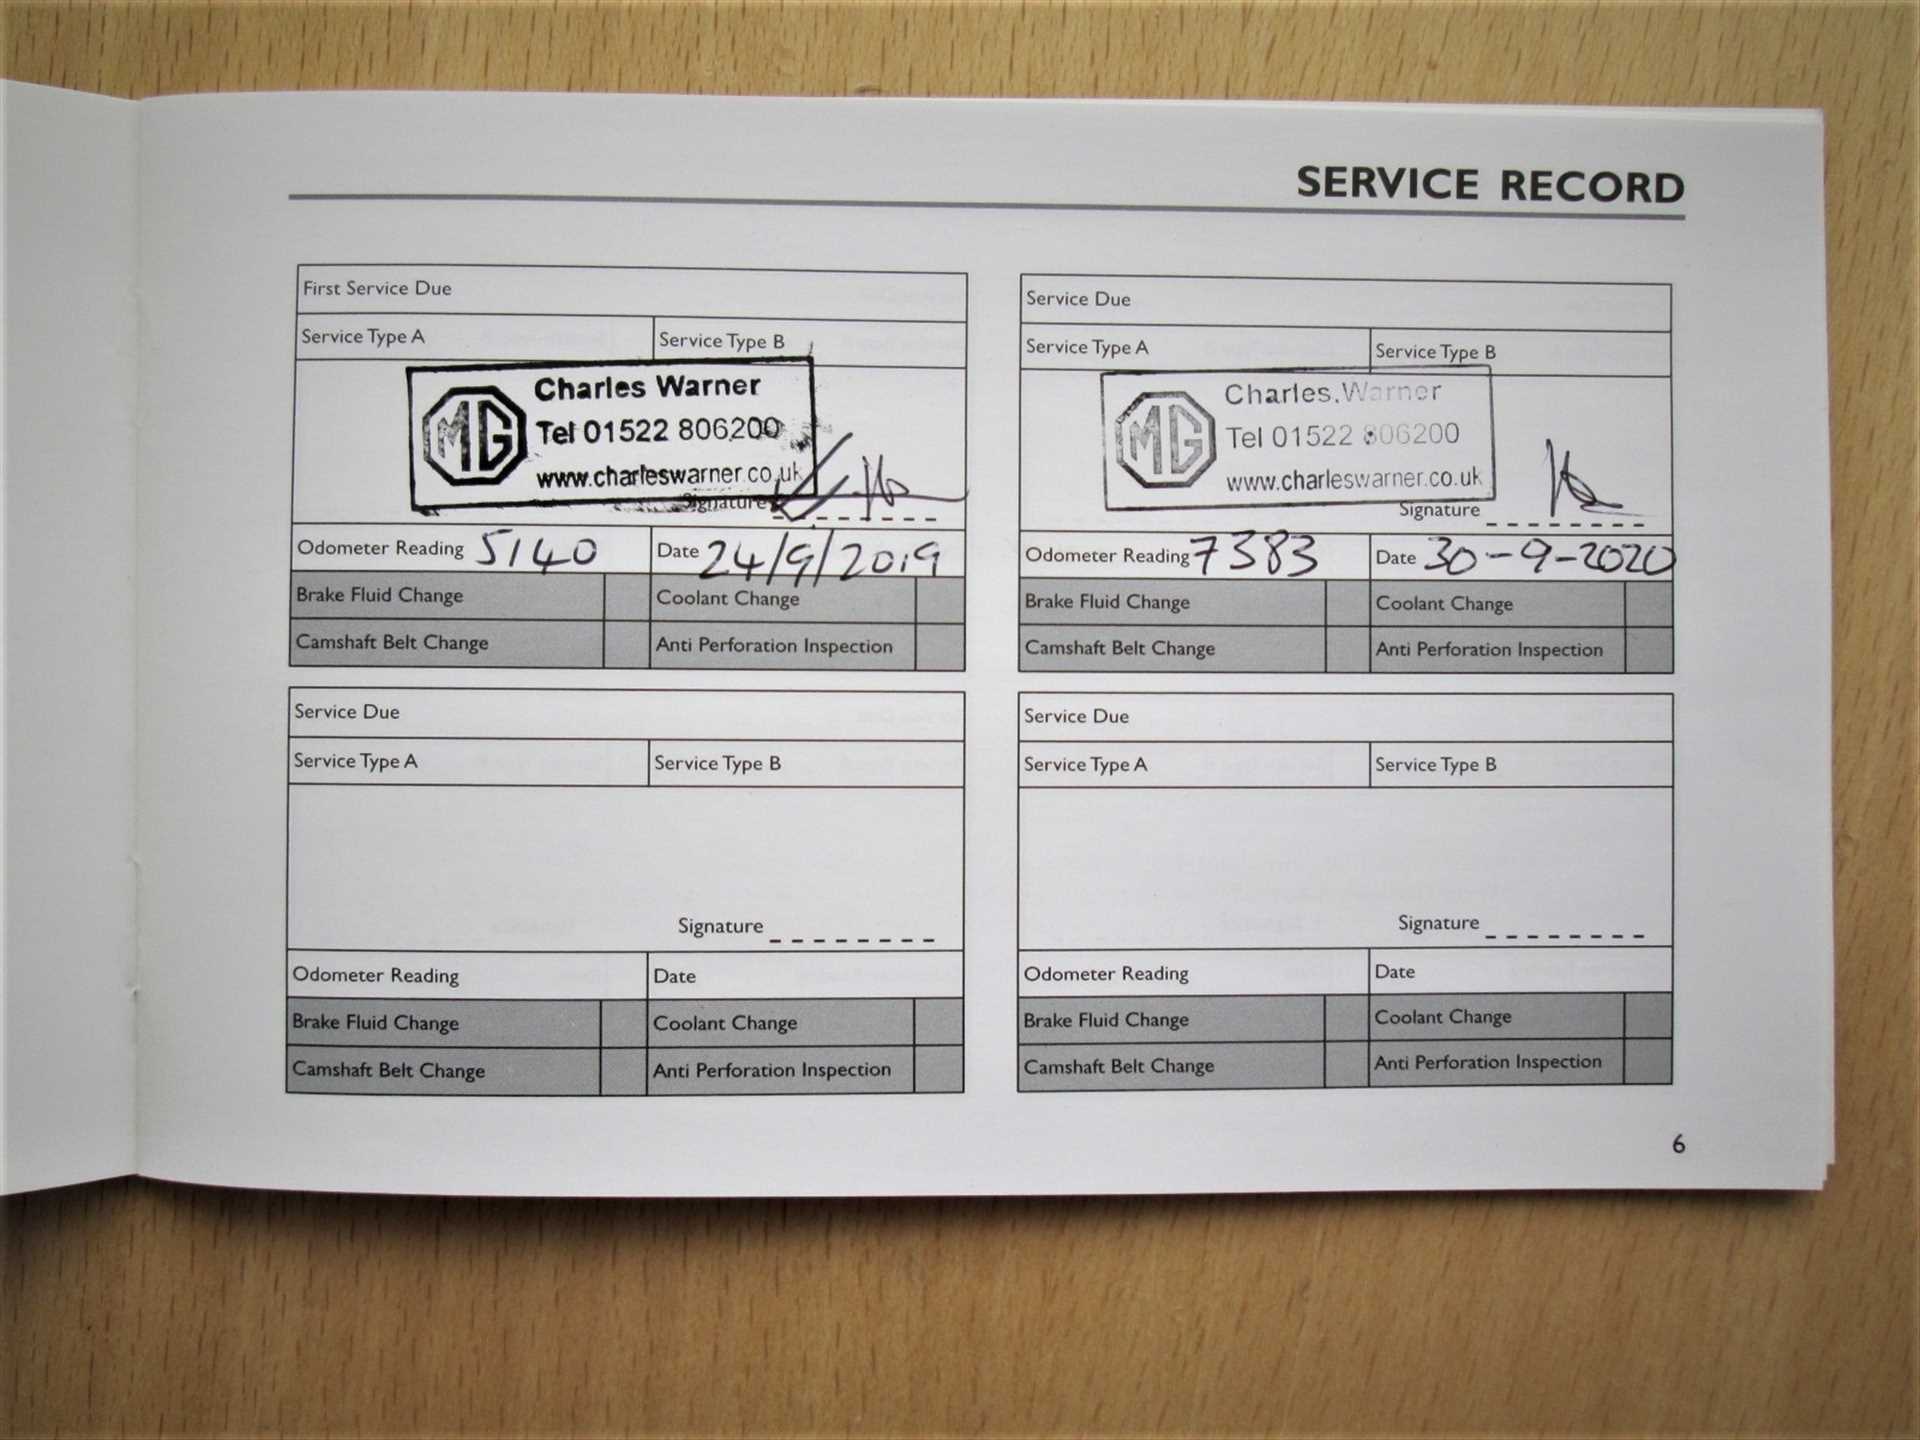 SERVICE RECORD
First Service Due
Service Type A Service Type B
MG
Charles Warner
Tel 01522 806200
www.charleswarner.co.uk
Signature
Odometer Reading 5140 Date 24/9/2019
Brake Fluid Change Coolant Change
Camshaft Belt Change Anti Perforation Inspection
Service Due
Service Type A Service Type B
MG
Charles Warner
Tel 01522 806200
www.charleswarner.co.uk
Signature
Odometer Reading 7383 Date 30-9-2020
Brake Fluid Change Coolant Change
Camshaft Belt Change Anti Perforation Inspection
Service Due
Service Type A Service Type B
Signature
Odometer Reading Date
Brake Fluid Change Coolant Change
Camshaft Belt Change Anti Perforation Inspection
Service Due
Service Type A Service Type B
Signature
Odometer Reading Date
Brake Fluid Change Coolant Change
Camshaft Belt Change Anti Perforation Inspection
6